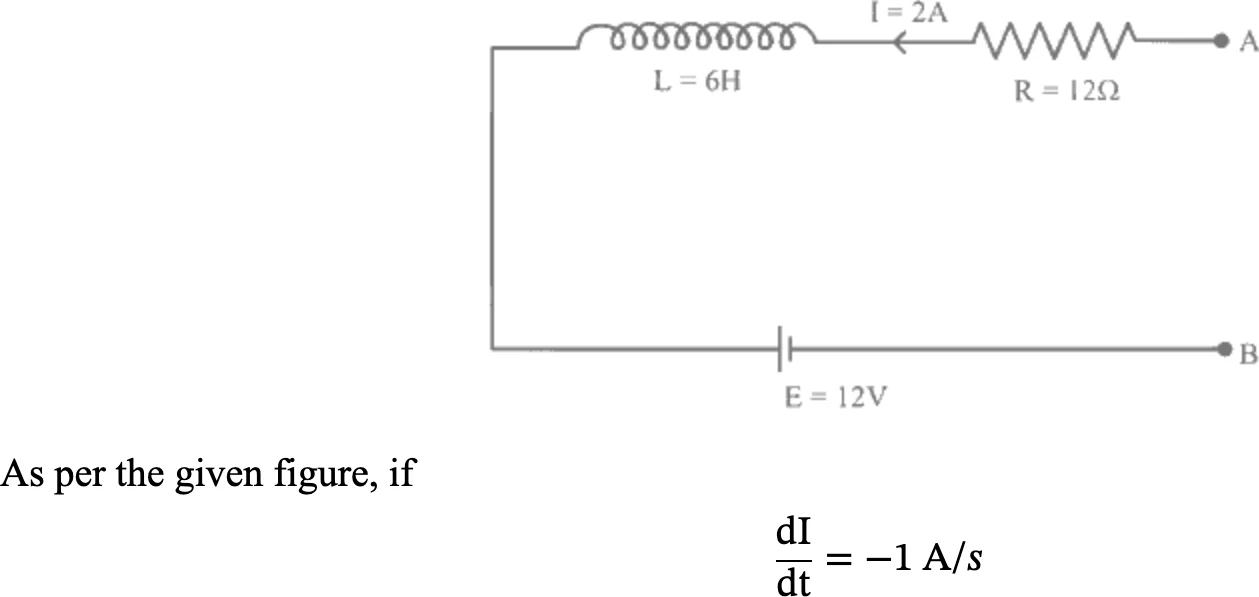 I = 2A
A
L = 6H
R = 12Ω
B
E = 12V
As per the given figure, if
dI
dt
= −1 A/s